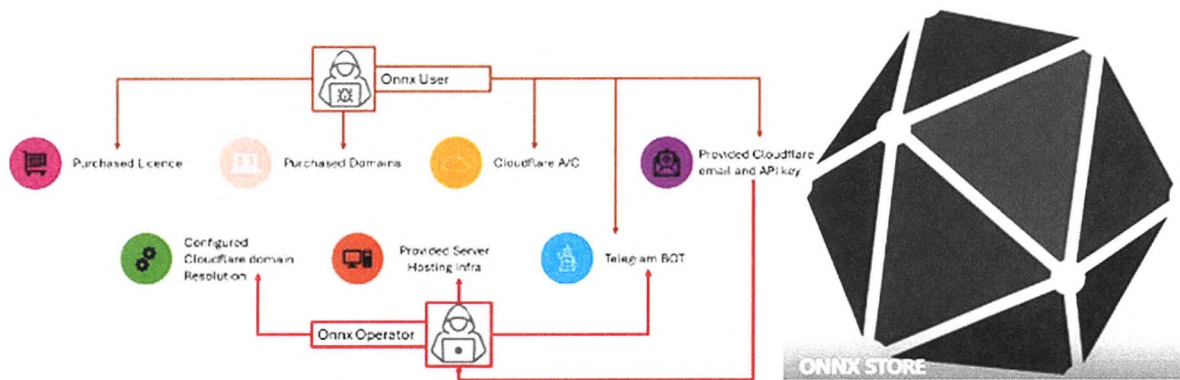 Onnx User
Purchased Licence
Purchased Domains
Cloudflare A/C
Provided Cloudflare
email and API key
Configured
Cloudflare domain
Resolution
Provided Server
Hosting Infra
Telegram BOT
Onnx Operator
ONNX STORE